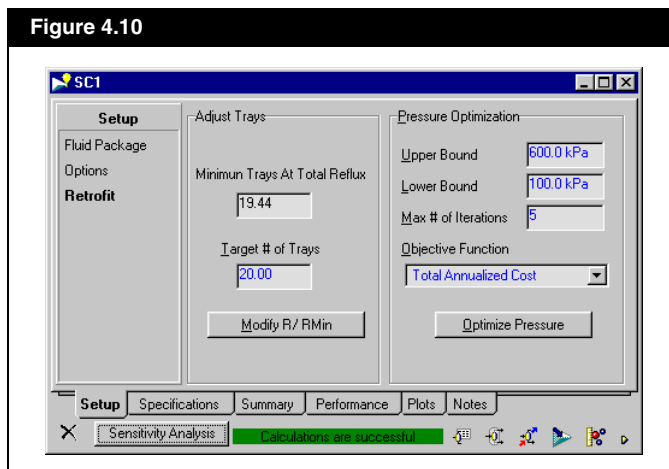 Figure 4.10
SC1
Setup
Fluid Package
Options
Retrofit
Adjust Trays
Minimun Trays At Total Reflux
19.44
Target # of Trays
20.00
Modify R/ RMin
Pressure Optimization
Upper Bound 600.0 kPa
Lower Bound 100.0 kPa
Max # of Iterations 5
Objective Function
Total Annualized Cost
Optimize Pressure
Setup Specifications Summary Performance Plots Notes
Sensitivity Analysis Calculations are successful